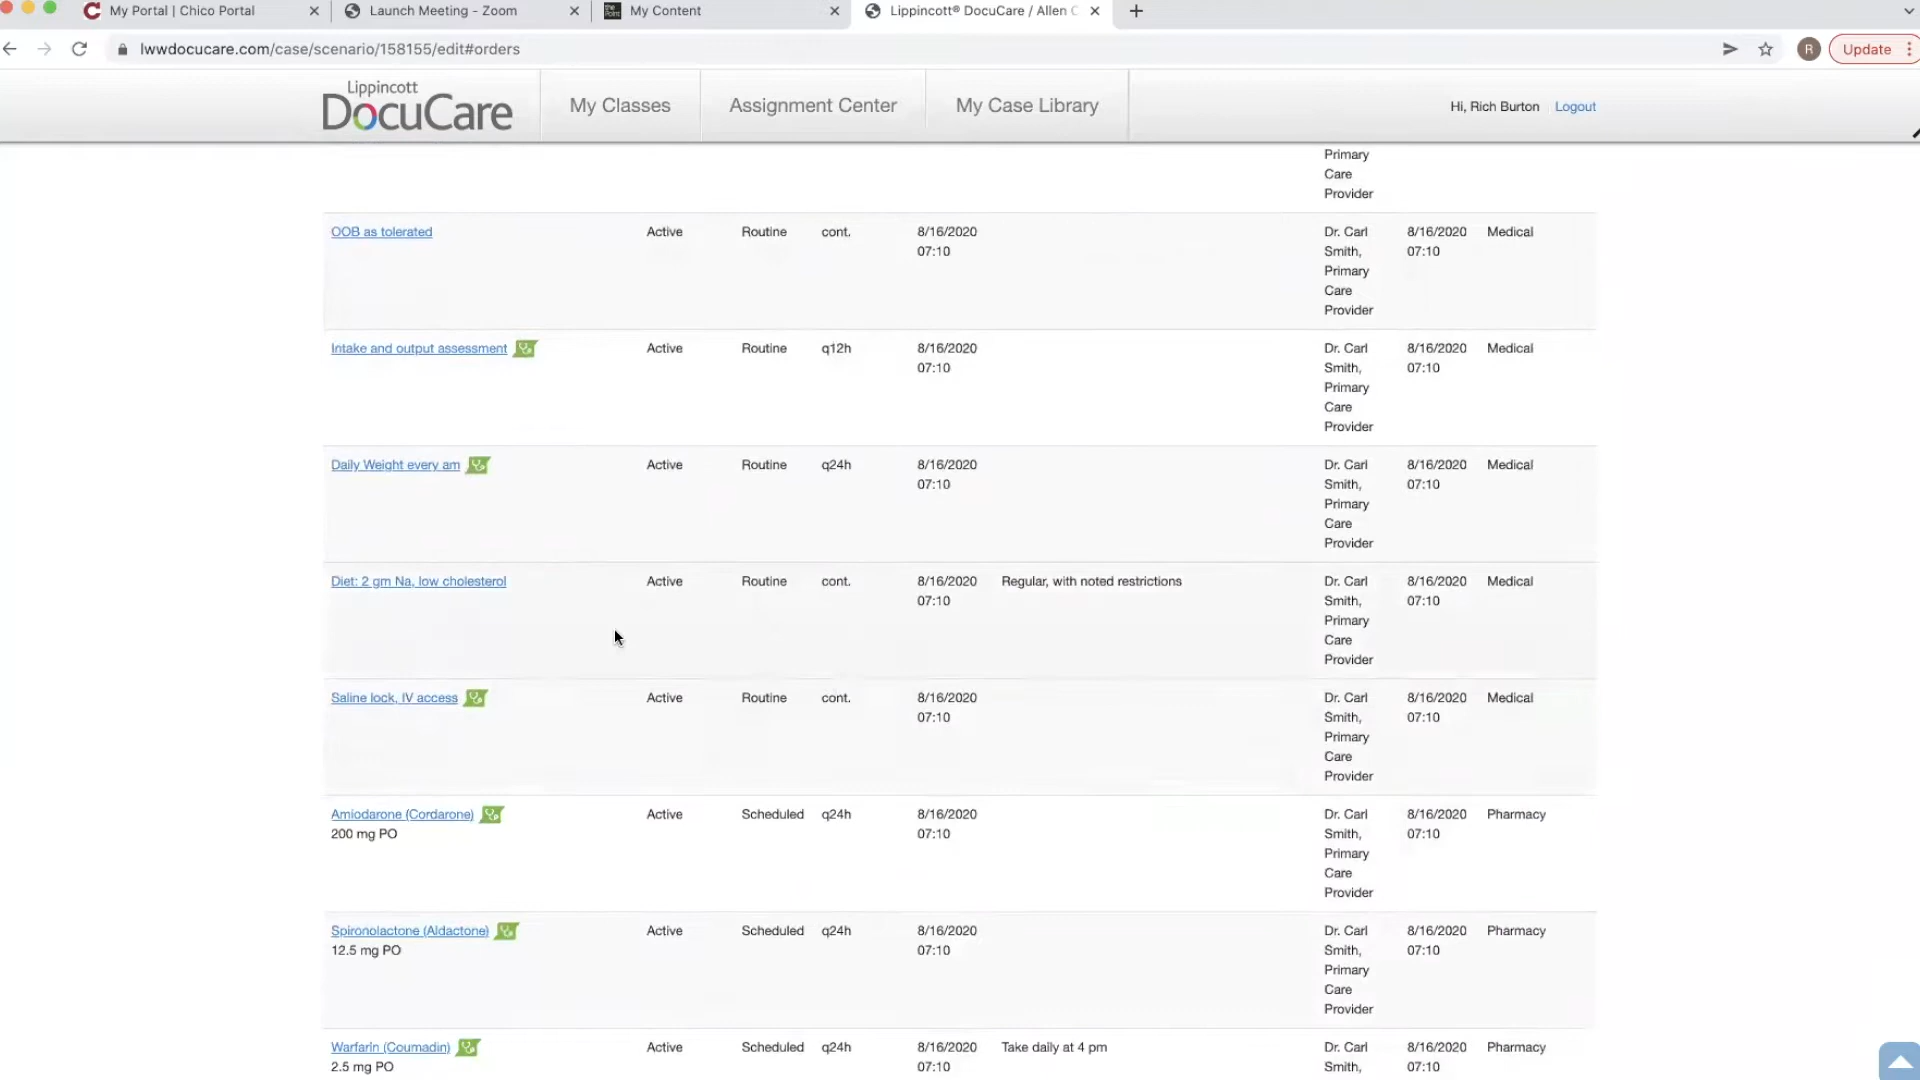 My Portal | Chico Portal
Launch Meeting - Zoom
My Content
Lippincott® DocuCare / Allen C
lwwdocucare.com/case/scenario/158155/edit#orders
R
Update
Lippincott
DocuCare
My Classes
Assignment Center
My Case Library
Hi, Rich Burton
Logout
Primary
Care
Provider
OOB as tolerated Active Routine cont. 8/16/2020 Dr. Carl 8/16/2020 Medical
07:10 Smith, 07:10
Primary
Care
Provider
Intake and output assessment Active Routine q12h 8/16/2020 Dr. Carl 8/16/2020 Medical
07:10 Smith, 07:10
Primary
Care
Provider
Daily Weight every am Active Routine q24h 8/16/2020 Dr. Carl 8/16/2020 Medical
07:10 Smith, 07:10
Primary
Care
Provider
Diet: 2 gm Na, low cholesterol Active Routine cont. 8/16/2020 Regular, with noted restrictions Dr. Carl 8/16/2020 Medical
07:10 Smith, 07:10
Primary
Care
Provider
Saline lock, IV access Active Routine cont. 8/16/2020 Dr. Carl 8/16/2020 Medical
07:10 Smith, 07:10
Primary
Care
Provider
Amiodarone (Cordarone) Active Scheduled q24h 8/16/2020 Dr. Carl 8/16/2020 Pharmacy
200 mg PO 07:10 Smith, 07:10
Primary
Care
Provider
Spironolactone (Aldactone) Active Scheduled q24h 8/16/2020 Dr. Carl 8/16/2020 Pharmacy
12.5 mg PO 07:10 Smith, 07:10
Primary
Care
Provider
Warfarin (Coumadin) Active Scheduled q24h 8/16/2020 Take daily at 4 pm Dr. Carl 8/16/2020 Pharmacy
2.5 mg PO 07:10 Smith, 07:10